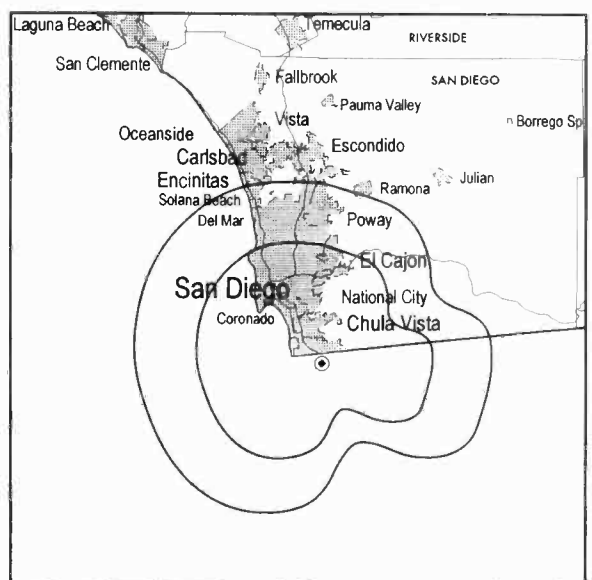 Laguna Beach
Temecula
RIVERSIDE
San Clemente
Fallbrook
SAN DIEGO
Pauma Valley
Vista
Borrego Sp
Oceanside
Escondido
Carlsbad
Encinitas
Julian
Ramona
Solana Beach
Del Mar
Poway
El Cajon
San Diego
National City
Coronado
Chula Vista